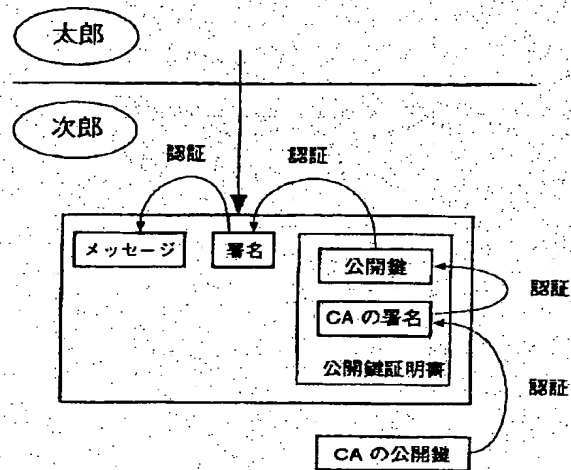 太郎
次郎
認証 認証
メッセージ 署名 公開鍵
認証
CA の署名
公開鍵証明書
認証
CA の公開鍵